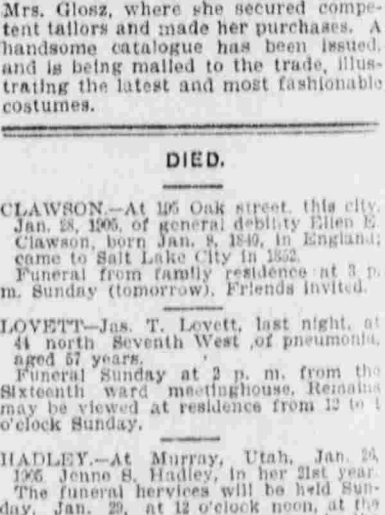 Mrs. Glosz, where she secured compe-
tent tailors and made her purchases. A
handsome catalogue has been issued,
and is being mailed to the trade, illus-
trating the latest and most fashionable
costumes.
DIED.
CLAWSON.—At 105 Oak street, this city,
Jan. 28, 1905, of general debility Ellen E.
Clawson, born Jan. 8, 1840, in England;
came to Salt Lake City in 1852.
Funeral from family residence at 3 p.
m. Sunday (tomorrow). Friends invited.
LOVETT—Jas. T. Lovett, last night, at
44 north Seventh West ,of pneumonia,
aged 57 years.
Funeral Sunday at 2 p. m. from the
Sixteenth ward meetinghouse. Remains
may be viewed at residence from 12 to 1
o'clock Sunday.
HADLEY.—At Murray, Utah, Jan. 26,
1905, Jenne S. Hadley, in her 21st year.
The funeral hervices will be held Sun-
day, Jan. 29, at 12 o'clock noon, at the